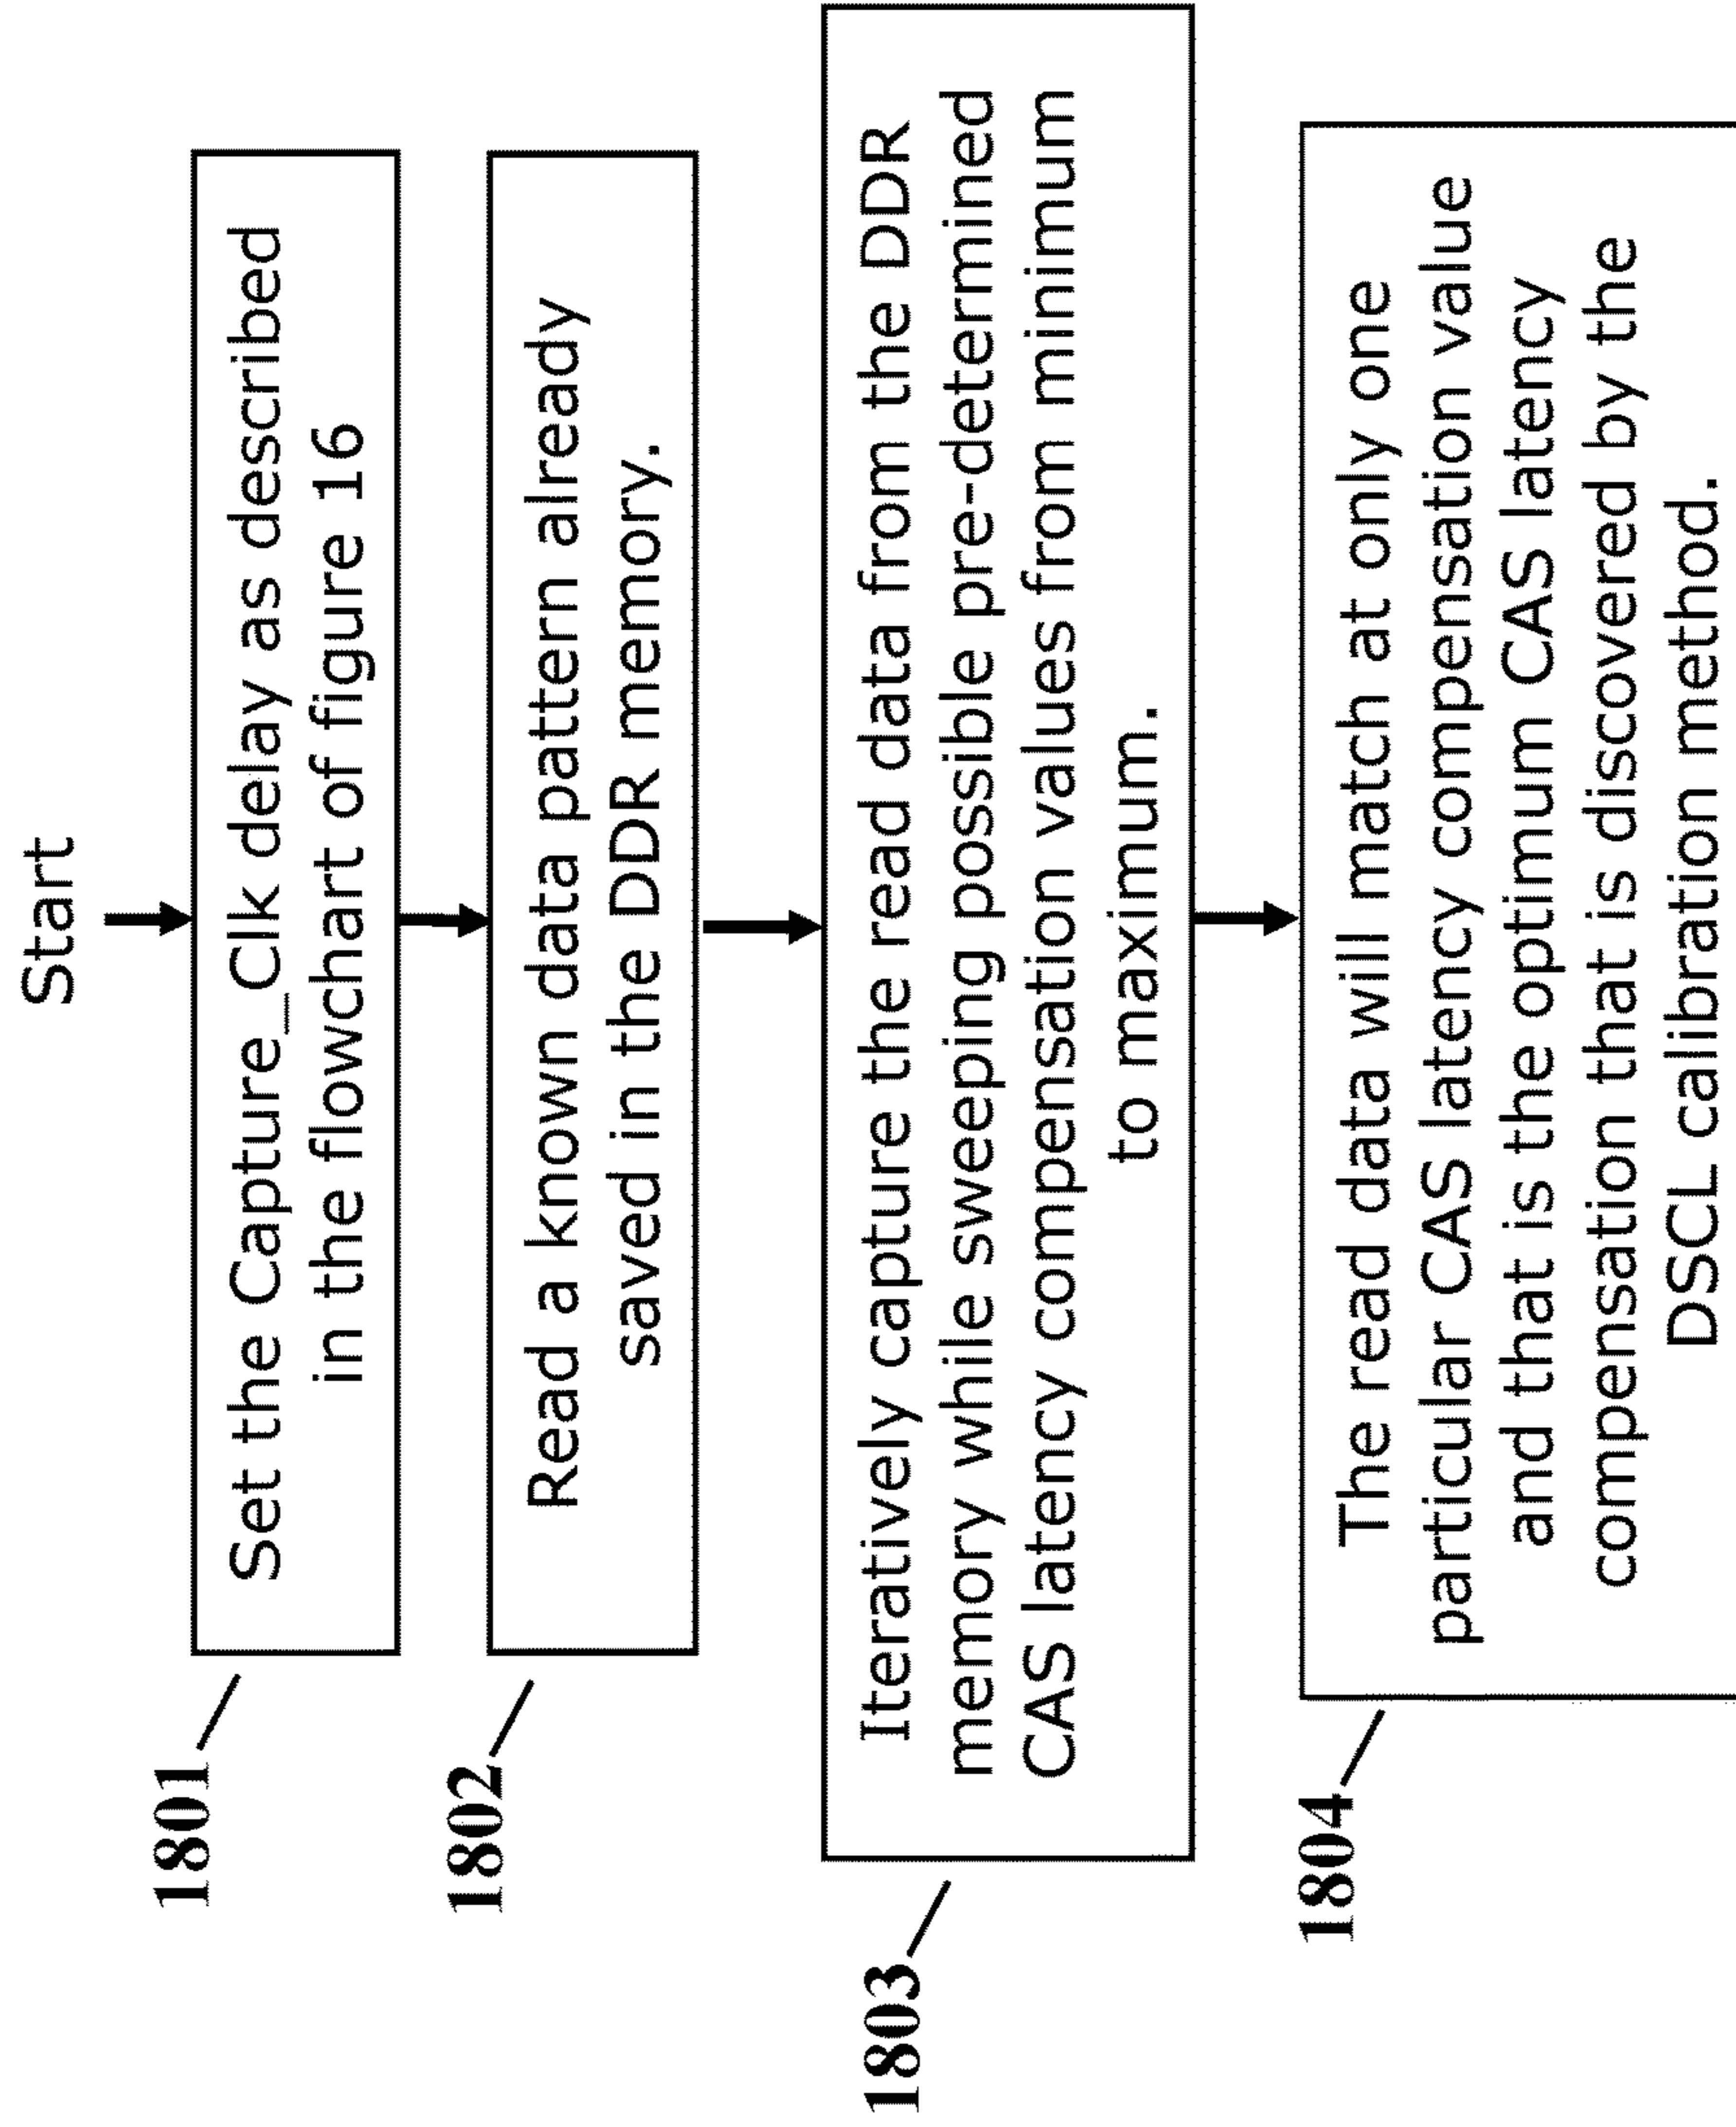 Start
1801
Set the Capture_Clk delay as described
in the flowchart of figure 16
1802
Read a known data pattern already
saved in the DDR memory.
1803
Iteratively capture the read data from the DDR
memory while sweeping possible pre-determined
CAS latency compensation values from minimum
to maximum.
1804
The read data will match at only one
particular CAS latency compensation value
and that is the optimum CAS latency
compensation that is discovered by the
DSCL calibration method.